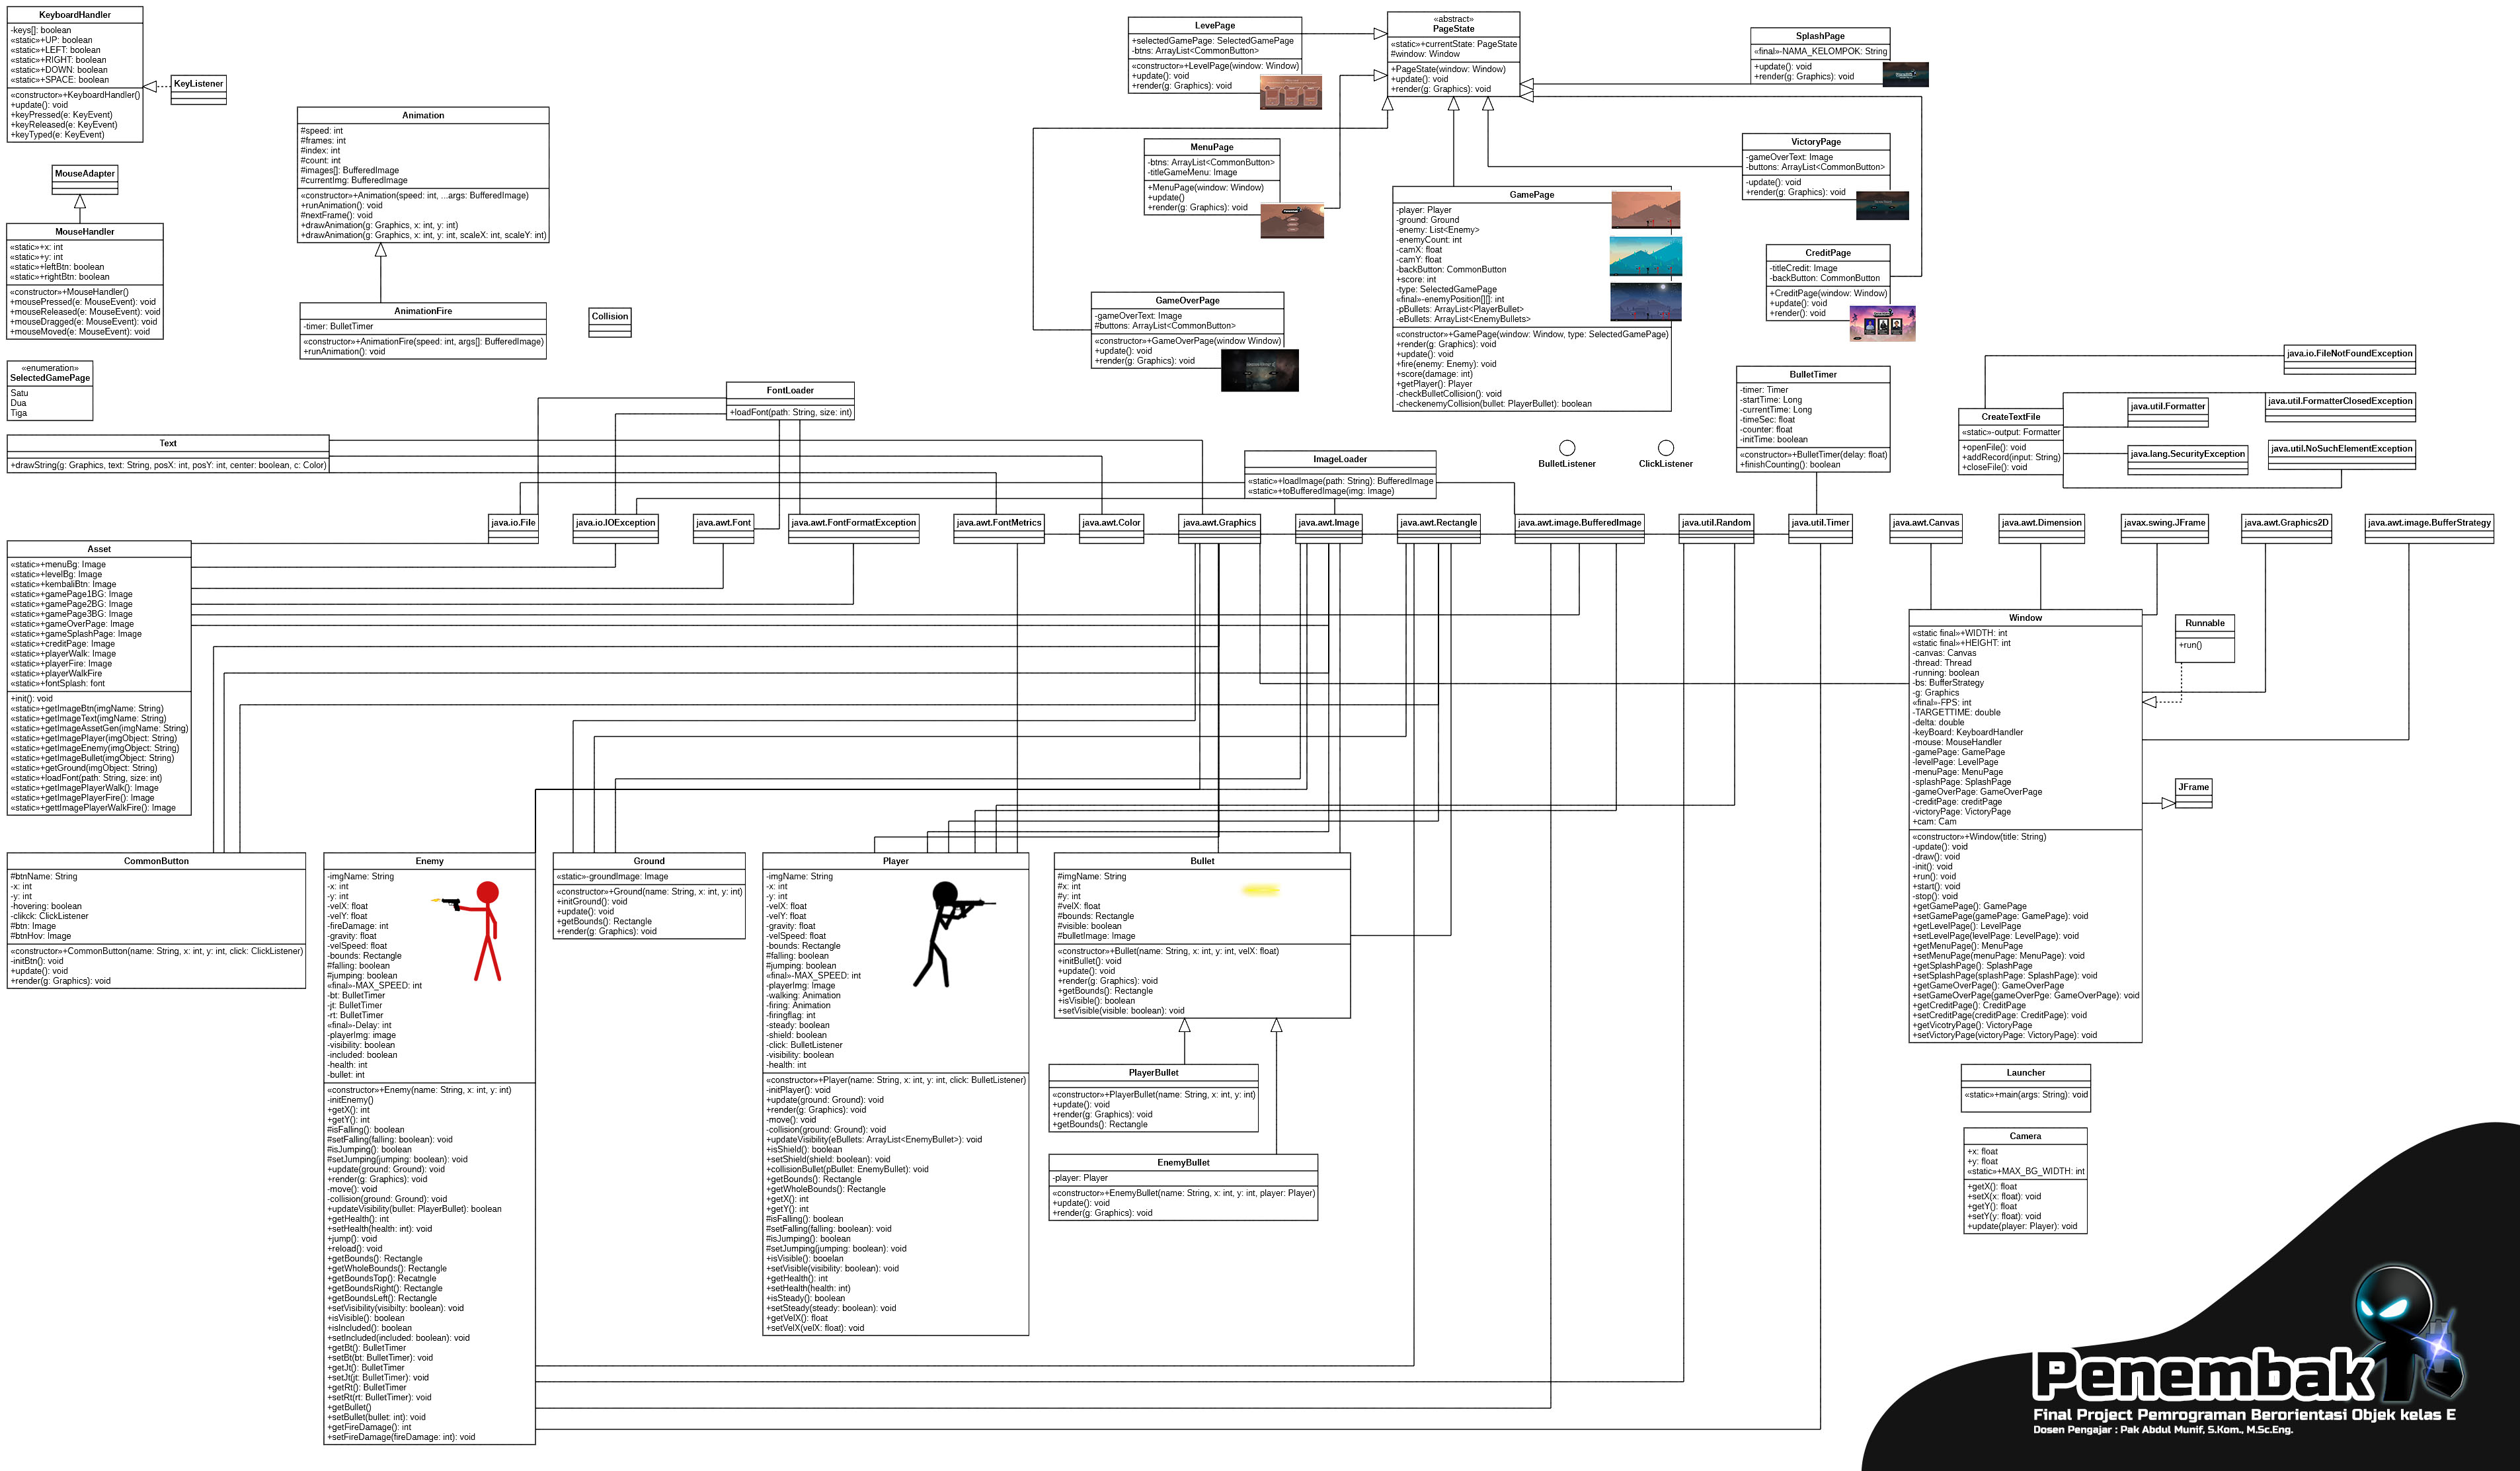 KeyboardHandler
-keys[]: boolean
«static»+UP: boolean
«static»+LEFT: boolean
«static»+RIGHT: boolean
«static»+DOWN: boolean
«static»+SPACE: boolean
«constructor»+KeyboardHandler()
+update(): void
+keyPressed(e: KeyEvent)
+keyReleased(e: KeyEvent)
+keyTyped(e: KeyEvent)
KeyListener
MouseAdapter
MouseHandler
«static»+x: int
«static»+y: int
«static»+leftBtn: boolean
«static»+rightBtn: boolean
«constructor»+MouseHandler()
+mousePressed(e: MouseEvent): void
+mouseReleased(e: MouseEvent): void
+mouseDragged(e: MouseEvent): void
+mouseMoved(e: MouseEvent): void
«enumeration»
SelectedGamePage
Satu
Dua
Tiga
Animation
#speed: int
#frames: int
#index: int
#count: int
#images[]: BufferedImage
#currentImg: BufferedImage
«constructor»+Animation(speed: int, ...args: BufferedImage)
+runAnimation(): void
#nextFrame(): void
+drawAnimation(g: Graphics, x: int, y: int)
+drawAnimation(g: Graphics, x: int, y: int, scaleX: int, scaleY: int)
AnimationFire
-timer: BulletTimer
«constructor»+AnimationFire(speed: int, args[]: BufferedImage)
+runAnimation(): void
Collision
LevePage
+selectedGamePage: SelectedGamePage
-btns: ArrayList<CommonButton>
«constructor»+LevelPage(window: Window)
+update(): void
+render(g: Graphics): void
«abstract»
PageState
«static»+currentState: PageState
#window: Window
+PageState(window: Window)
+update(): void
+render(g: Graphics): void
SplashPage
«final»-NAMA_KELOMPOK: String
+update(): void
+render(g: Graphics): void
MenuPage
-btns: ArrayList<CommonButton>
-titleGameMenu: Image
+MenuPage(window: Window)
+update()
+render(g: Graphics): void
VictoryPage
-gameOverText: Image
-buttons: ArrayList<CommonButton>
-update(): void
+render(g: Graphics): void
GamePage
-player: Player
-ground: Ground
-enemy: List<Enemy>
-enemyCount: int
-camX: float
-camY: float
-backButton: CommonButton
+score: int
-type: SelectedGamePage
«final»-enemyPosition[][]: int
-pBullets: ArrayList<PlayerBullet>
-eBullets: ArrayList<EnemyBullets>
«constructor»+GamePage(window: Window, type: SelectedGamePage)
+render(g: Graphics): void
+update(): void
+fire(enemy: Enemy): void
+score(damage: int)
+getPlayer(): Player
-checkBulletCollision(): void
-checkenemyCollision(bullet: PlayerBullet): boolean
CreditPage
-titleCredit: Image
-backButton: CommonButton
+CreditPage(window: Window)
+update(): void
+render(): void
GameOverPage
-gameOverText: Image
#buttons: ArrayList<CommonButton>
«constructor»+GameOverPage(window Window)
+update(): void
+render(g: Graphics): void
BulletTimer
-timer: Timer
-startTime: Long
-currentTime: Long
-timeSec: float
-counter: float
-initTime: boolean
«constructor»+BulletTimer(delay: float)
+finishCounting(): boolean
java.io.FileNotFoundException
CreateTextFile
«static»-output: Formatter
+openFile(): void
+addRecord(input: String)
+closeFile(): void
java.util.Formatter
java.util.FormatterClosedException
java.lang.SecurityException
java.util.NoSuchElementException
FontLoader
+loadFont(path: String, size: int)
Text
+drawString(g: Graphics, text: String, posX: int, posY: int, center: boolean, c: Color)
ImageLoader
«static»+loadImage(path: String): BufferedImage
«static»+toBufferedImage(img: Image)
BulletListener
ClickListener
java.io.File
java.io.IOException
java.awt.Font
java.awt.FontFormatException
java.awt.FontMetrics
java.awt.Color
java.awt.Graphics
java.awt.Image
java.awt.Rectangle
java.awt.image.BufferedImage
java.util.Random
java.util.Timer
java.awt.Canvas
java.awt.Dimension
javax.swing.JFrame
java.awt.Graphics2D
java.awt.image.BufferStrategy
Asset
«static»+menuBg: Image
«static»+levelBg: Image
«static»+kembaliBtn: Image
«static»+gamePage1BG: Image
«static»+gamePage2BG: Image
«static»+gamePage3BG: Image
«static»+gameOverPage: Image
«static»+gameSplashPage: Image
«static»+creditPage: Image
«static»+playerWalk: Image
«static»+playerFire: Image
«static»+playerWalkFire
«static»+fontSplash: font
+init(): void
«static»+getImageBtn(imgName: String)
«static»+getImageText(imgName: String)
«static»+getImageAssetGen(imgName: String)
«static»+getImagePlayer(imgObject: String)
«static»+getImageEnemy(imgObject: String)
«static»+getImageBullet(imgObject: String)
«static»+getGround(imgObject: String)
«static»+loadFont(path: String, size: int)
«static»+getImagePlayerWalk(): Image
«static»+getImagePlayerFire(): Image
«static»+gettImagePlayerWalkFire(): Image
CommonButton
#btnName: String
-x: int
-y: int
-hovering: boolean
-clikck: ClickListener
#btn: Image
#btnHov: Image
«constructor»+CommonButton(name: String, x: int, y: int, click: ClickListener)
-initBtn(): void
+update(): void
+render(g: Graphics): void
Enemy
-imgName: String
-x: int
-y: int
-velX: float
-velY: float
-fireDamage: int
-gravity: float
-velSpeed: float
-bounds: Rectangle
#falling: boolean
#jumping: boolean
«final»-MAX_SPEED: int
-bt: BulletTimer
-jt: BulletTimer
-rt: BulletTimer
«final»-Delay: int
-playerImg: image
-visibility: boolean
-included: boolean
-health: int
-bullet: int
«constructor»+Enemy(name: String, x: int, y: int)
-initEnemy()
+getX(): int
+getY(): int
#isFalling(): boolean
#setFalling(falling: boolean): void
#isJumping(): boolean
#setJumping(jumping: boolean): void
+update(ground: Ground): void
+render(g: Graphics): void
-move(): void
-collision(ground: Ground): void
+updateVisibility(bullet: PlayerBullet): boolean
+getHealth(): int
+setHealth(health: int): void
+jump(): void
+reload(): void
+getBounds(): Rectangle
+getWholeBounds(): Rectangle
+getBoundsTop(): Recatngle
+getBoundsRight(): Rectangle
+getBoundsLeft(): Rectangle
+setVisibility(visibilty: boolean): void
+isVisible(): boolean
+isIncluded(): boolean
+setIncluded(included: boolean): void
+getBt(): BulletTimer
+setBt(bt: BulletTimer): void
+getJt(): BulletTimer
+setJt(jt: BulletTimer): void
+getRt(): BulletTimer
+setRt(rt: BulletTimer): void
+getBullet()
+setBullet(bullet: int): void
+getFireDamage(): int
+setFireDamage(fireDamage: int): void
Ground
«static»-groundImage: Image
«constructor»+Ground(name: String, x: int, y: int)
+initGround(): void
+update(): void
+getBounds(): Rectangle
+render(g: Graphics): void
Player
-imgName: String
-x: int
-y: int
-velX: float
-velY: float
-gravity: float
-velSpeed: float
-bounds: Rectangle
#falling: boolean
#jumping: boolean
«final»-MAX_SPEED: int
-playerImg: Image
-walking: Animation
-firing: Animation
-firingflag: int
-steady: boolean
-shield: boolean
-click: BulletListener
-visibility: boolean
-health: int
«constructor»+Player(name: String, x: int, y: int, click: BulletListener)
-initPlayer(): void
+update(ground: Ground): void
+render(g: Graphics): void
-move(): void
-collision(ground: Ground): void
+updateVisibility(eBullets: ArrayList<EnemyBullet>): void
+isShield(): boolean
+setShield(shield: boolean): void
+collisionBullet(pBullet: EnemyBullet): void
+getBounds(): Rectangle
+getWholeBounds(): Rectangle
+getX(): int
+getY(): int
#isFalling(): boolean
#setFalling(falling: boolean): void
#isJumping(): boolean
#setJumping(jumping: boolean): void
+isVisible(): booelan
+setVisible(visibility: boolean): void
+getHealth(): int
+setHealth(health: int)
+isSteady(): boolean
+setSteady(steady: boolean): void
+getVelX(): float
+setVelX(velX: float): void
Bullet
#imgName: String
#x: int
#y: int
#velX: float
#bounds: Rectangle
#visible: boolean
#bulletImage: Image
«constructor»+Bullet(name: String, x: int, y: int, velX: float)
+initBullet(): void
+update(): void
+render(g: Graphics): void
+getBounds(): Rectangle
+isVisible(): boolean
+setVisible(visible: boolean): void
PlayerBullet
«constructor»+PlayerBullet(name: String, x: int, y: int)
+update(): void
+render(g: Graphics): void
+getBounds(): Rectangle
EnemyBullet
-player: Player
«constructor»+EnemyBullet(name: String, x: int, y: int, player: Player)
+update(): void
+render(g: Graphics): void
Window
«static final»+WIDTH: int
«static final»+HEIGHT: int
-canvas: Canvas
-thread: Thread
-running: boolean
-bs: BufferStrategy
-g: Graphics
«final»-FPS: int
-TARGETTIME: double
-delta: double
-keyBoard: KeyboardHandler
-mouse: MouseHandler
-gamePage: GamePage
-levelPage: LevelPage
-menuPage: MenuPage
-splashPage: SplashPage
-gameOverPage: GameOverPage
-creditPage: creditPage
-victoryPage: VictoryPage
+cam: Cam
«constructor»+Window(title: String)
-update(): void
-draw(): void
-init(): void
+run(): void
+start(): void
-stop(): void
+getGamePage(): GamePage
+setGamePage(gamePage: GamePage): void
+getLevelPage(): LevelPage
+setLevelPage(levelPage: LevelPage): void
+getMenuPage(): MenuPage
+setMenuPage(menuPage: MenuPage): void
+getSplashPage(): SplashPage
+setSplashPage(splashPage: SplashPage): void
+getGameOverPage(): GameOverPage
+setGameOverPage(gameOverPge: GameOverPage): void
+getCreditPage(): CreditPage
+setCreditPage(creditPage: CreditPage): void
+getVicotryPage(): VictoryPage
+setVictoryPage(victoryPage: VictoryPage): void
Runnable
+run()
JFrame
Launcher
«static»+main(args: String): void
Camera
+x: float
+y: float
«static»+MAX_BG_WIDTH: int
+getX(): float
+setX(x: float): void
+getY(): float
+setY(y: float): void
+update(player: Player): void
Penembak
Final Project Pemrograman Berorientasi Objek kelas E
Dosen Pengajar : Pak Abdul Munif, S.Kom., M.Sc.Eng.